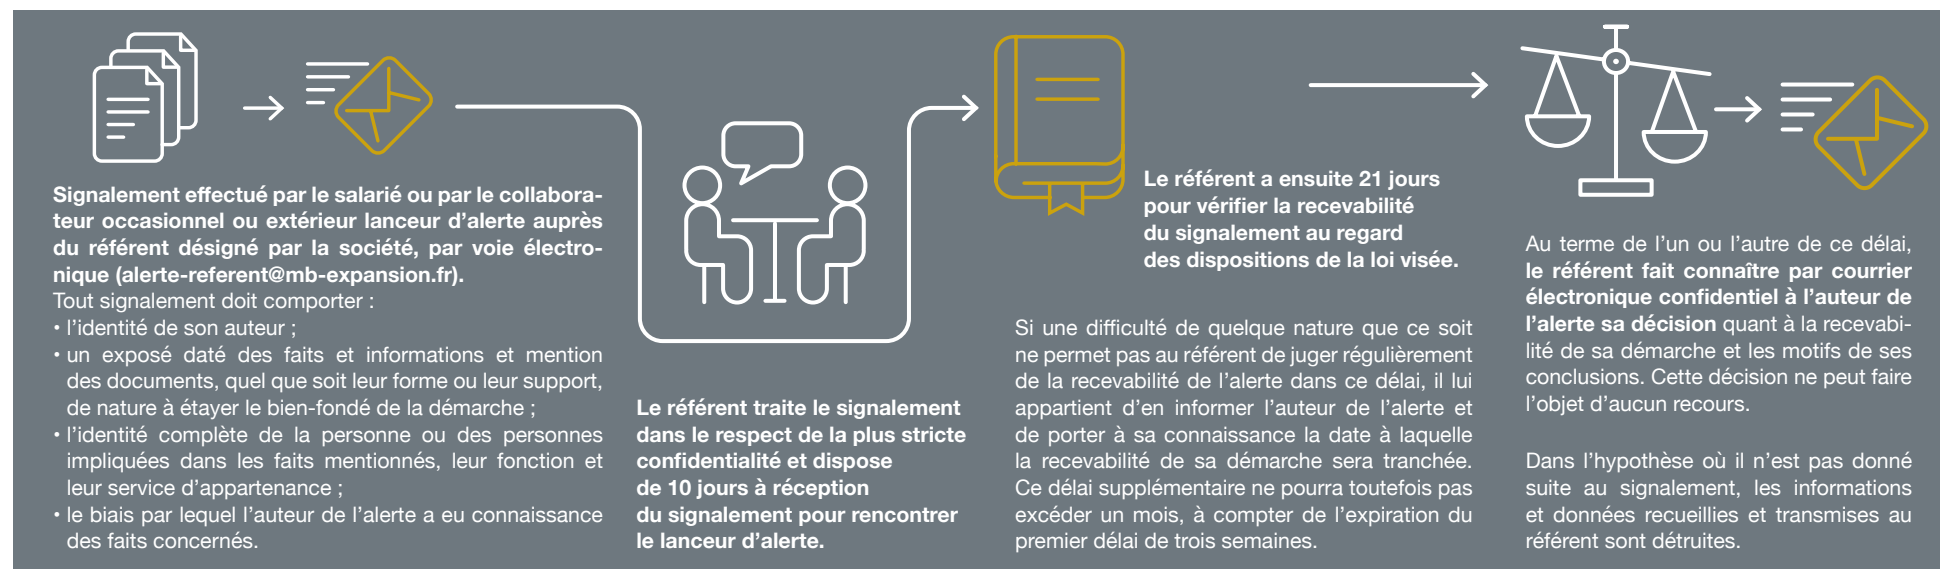 Signalement effectué par le salarié ou par le collabora-
teur occasionnel ou extérieur lanceur d'alerte auprès
du référent désigné par la société, par voie électro-
nique (alerte-referent@mb-expansion.fr).
Tout signalement doit comporter :
• l'identité de son auteur ;
• un exposé daté des faits et informations et mention
des documents, quel que soit leur forme ou leur support,
de nature à étayer le bien-fondé de la démarche ;
• l'identité complète de la personne ou des personnes
impliquées dans les faits mentionnés, leur fonction et
leur service d'appartenance ;
• le biais par lequel l'auteur de l'alerte a eu connaissance
des faits concernés.
Le référent traite le signalement
dans le respect de la plus stricte
confidentialité et dispose
de 10 jours à réception
du signalement pour rencontrer
le lanceur d'alerte.
Le référent a ensuite 21 jours
pour vérifier la recevabilité
du signalement au regard
des dispositions de la loi visée.
Si une difficulté de quelque nature que ce soit
ne permet pas au référent de juger régulièrement
de la recevabilité de l'alerte dans ce délai, il lui
appartient d'en informer l'auteur de l'alerte et
de porter à sa connaissance la date à laquelle
la recevabilité de sa démarche sera tranchée.
Ce délai supplémentaire ne pourra toutefois pas
excéder un mois, à compter de l'expiration du
premier délai de trois semaines.
Au terme de l'un ou l'autre de ce délai,
le référent fait connaître par courrier
électronique confidentiel à l'auteur de
l'alerte sa décision quant à la recevabi-
lité de sa démarche et les motifs de ses
conclusions. Cette décision ne peut faire
l'objet d'aucun recours.
Dans l'hypothèse où il n'est pas donné
suite au signalement, les informations
et données recueillies et transmises au
référent sont détruites.